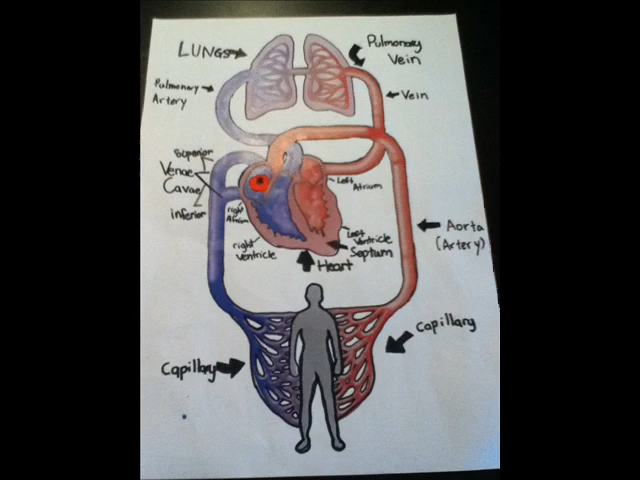 LUNGS
Pulmonary
Vein
Pulmonary
Artery
Vein
Superior
Venae
Cavae
inferior
Left
Atrium
right
Atrium
Left
Ventricle
right
Ventricle
Septum
Heart
Aorta
(Artery)
Capillary
Capillary